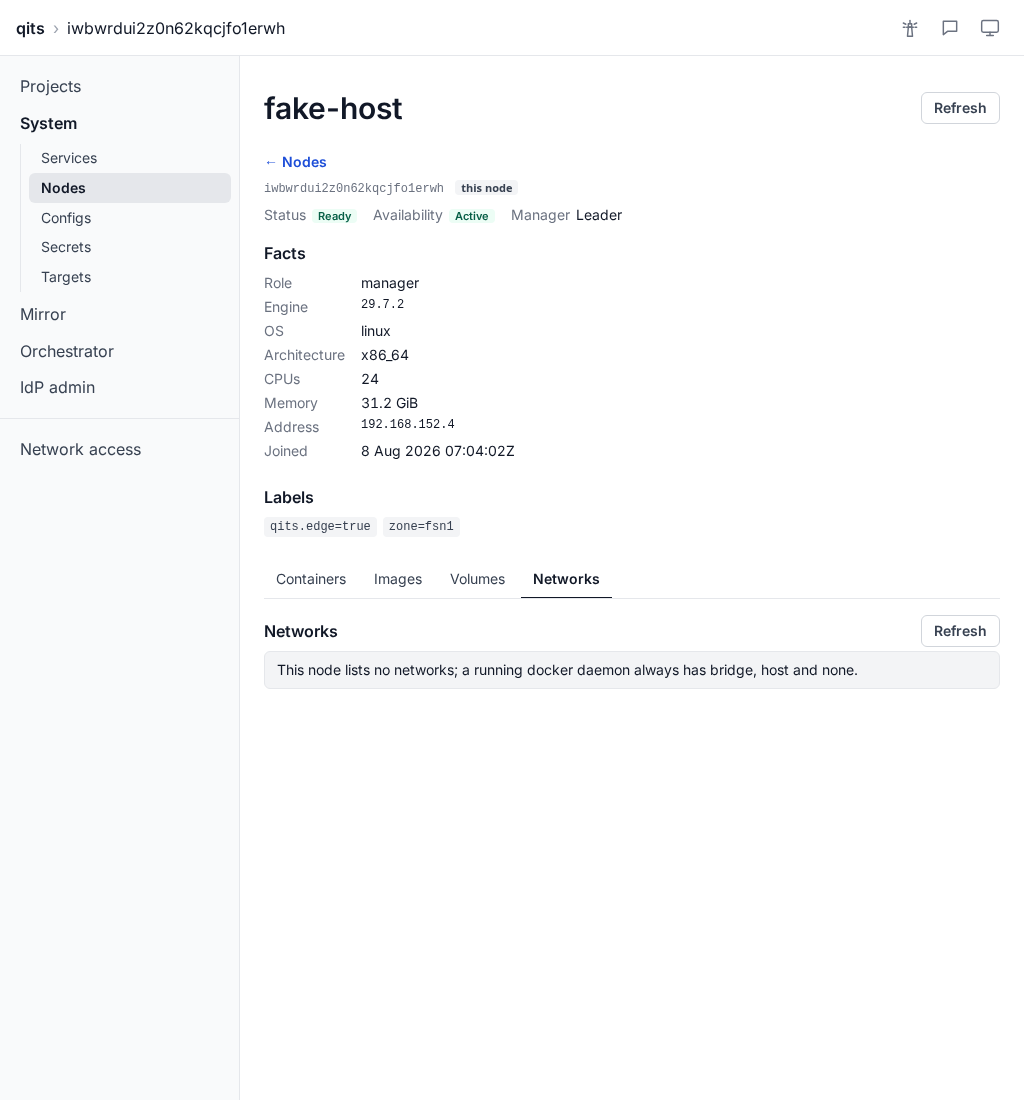 qits › iwbwrdui2z0n62kqcjfo1erwh
Projects
System
Services
Nodes
Configs
Secrets
Targets
Mirror
Orchestrator
IdP admin
Network access
fake-host
Refresh
← Nodes
iwbwrdui2z0n62kqcjfo1erwh this node
Status Ready Availability Active Manager Leader
Facts
Role manager
Engine 29.7.2
OS linux
Architecture x86_64
CPUs 24
Memory 31.2 GiB
Address 192.168.152.4
Joined 8 Aug 2026 07:04:02Z
Labels
qits.edge=true zone=fsn1
Containers Images Volumes Networks
Networks
Refresh
This node lists no networks; a running docker daemon always has bridge, host and none.